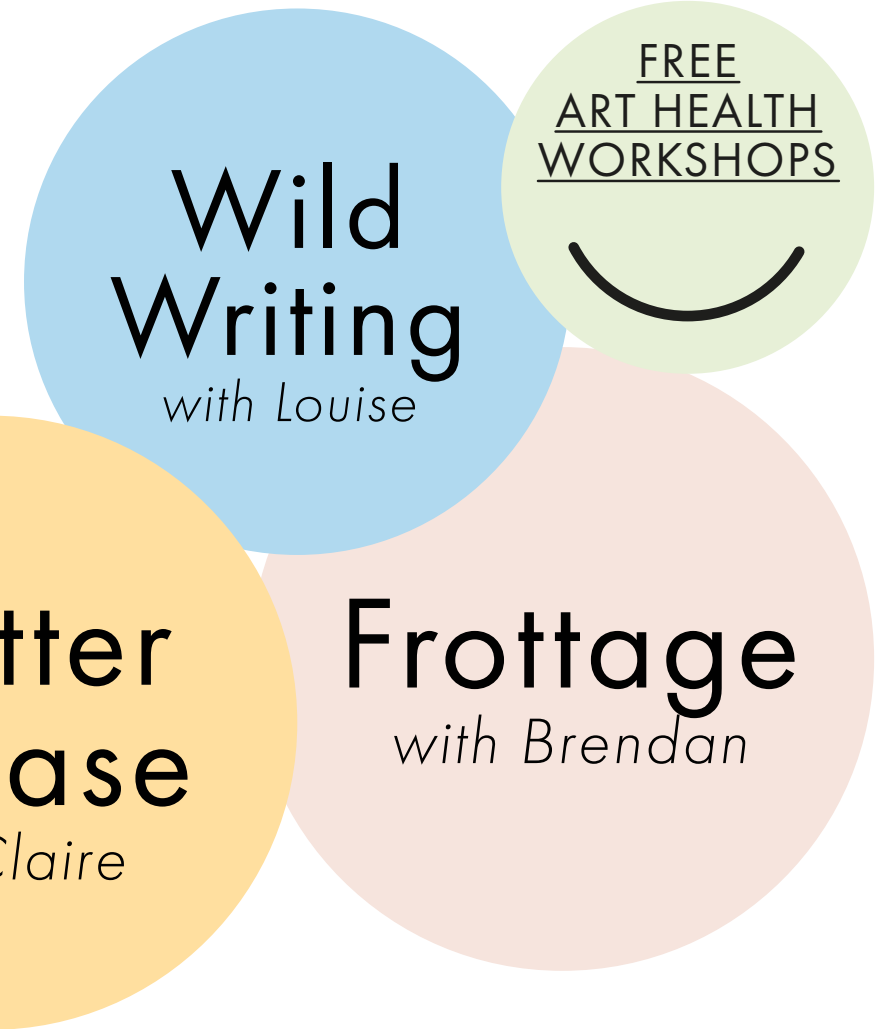 FREE
ART HEALTH
WORKSHOPS
Wild
Writing
with Louise
Frottage
with Brendan
tter
ase
Claire